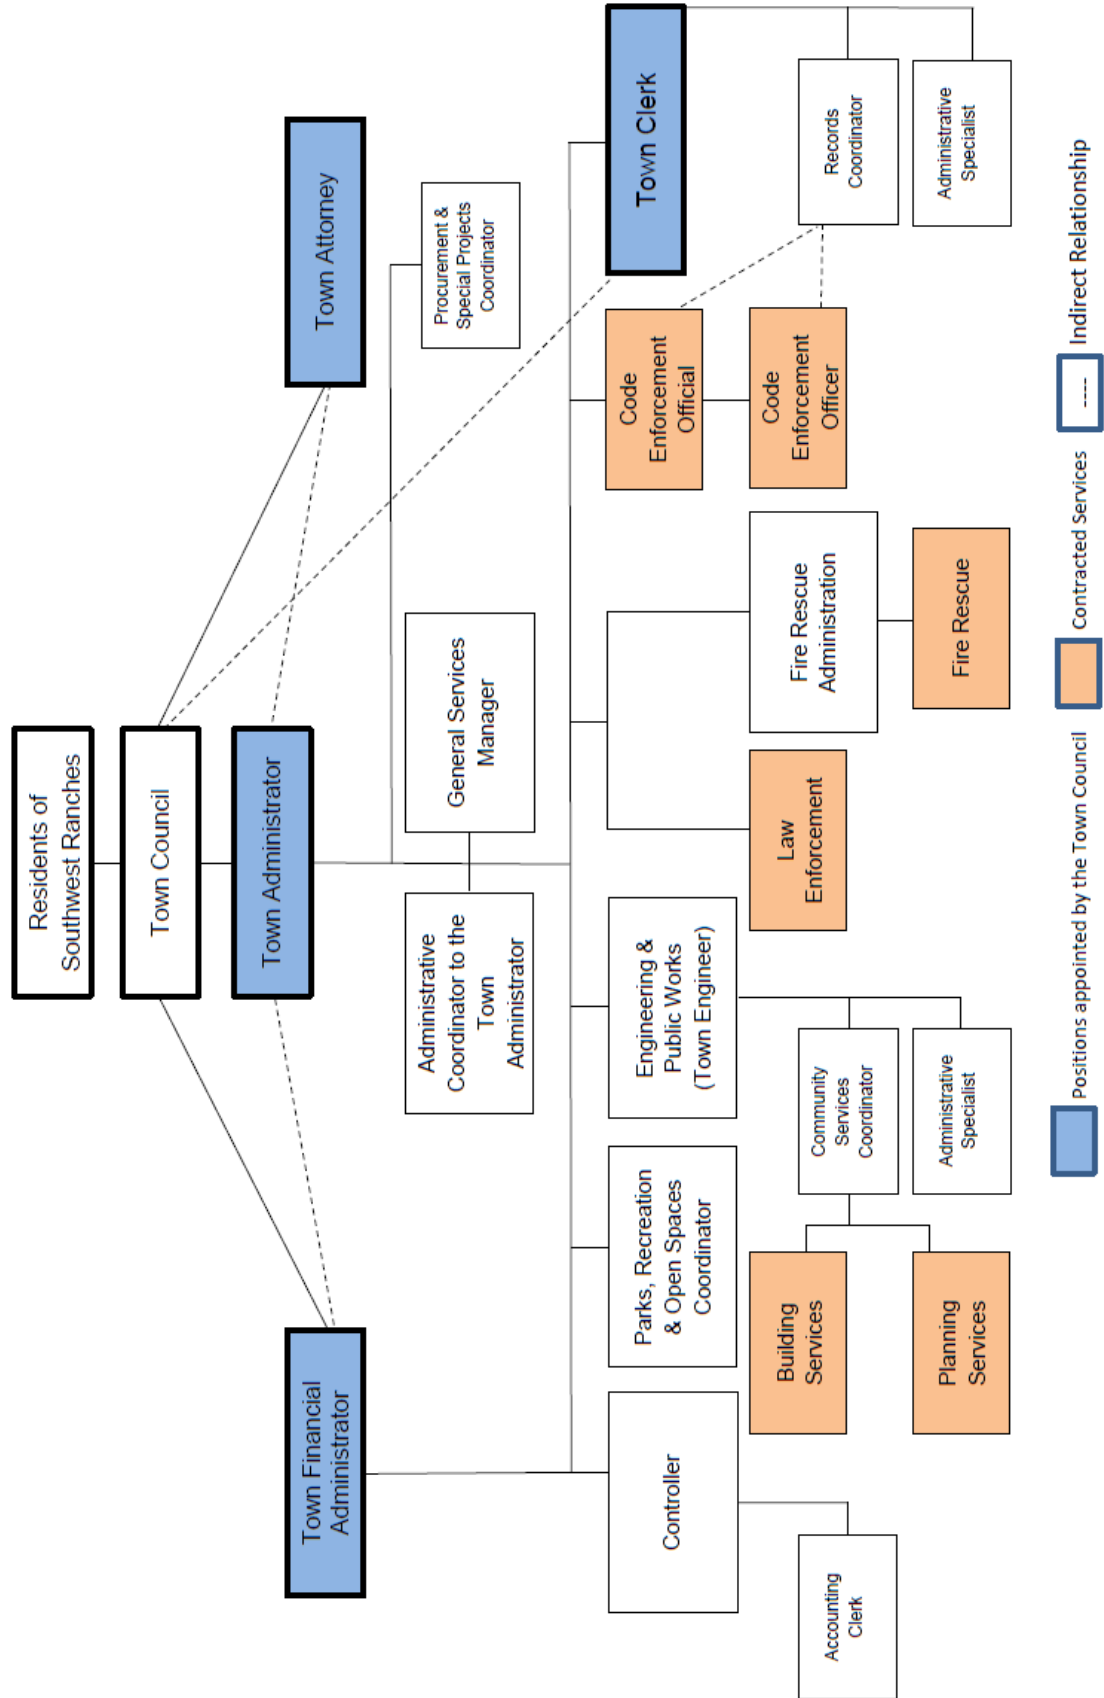 Residents of
Southwest Ranches
Town Council
Town Administrator
Town Financial
Administrator
Town Attorney
Administrative
Coordinator to the
Town
Administrator
General Services
Manager
Procurement &
Special Projects
Coordinator
Controller
Parks, Recreation
& Open Spaces
Coordinator
Engineering &
Public Works
(Town Engineer)
Code
Enforcement
Official
Town Clerk
Building
Services
Law
Enforcement
Fire Rescue
Administration
Code
Enforcement
Officer
Accounting
Clerk
Community
Services
Coordinator
Records
Coordinator
Planning
Services
Administrative
Specialist
Fire Rescue
Administrative
Specialist
Positions appointed by the Town Council
Contracted Services
---- Indirect Relationship